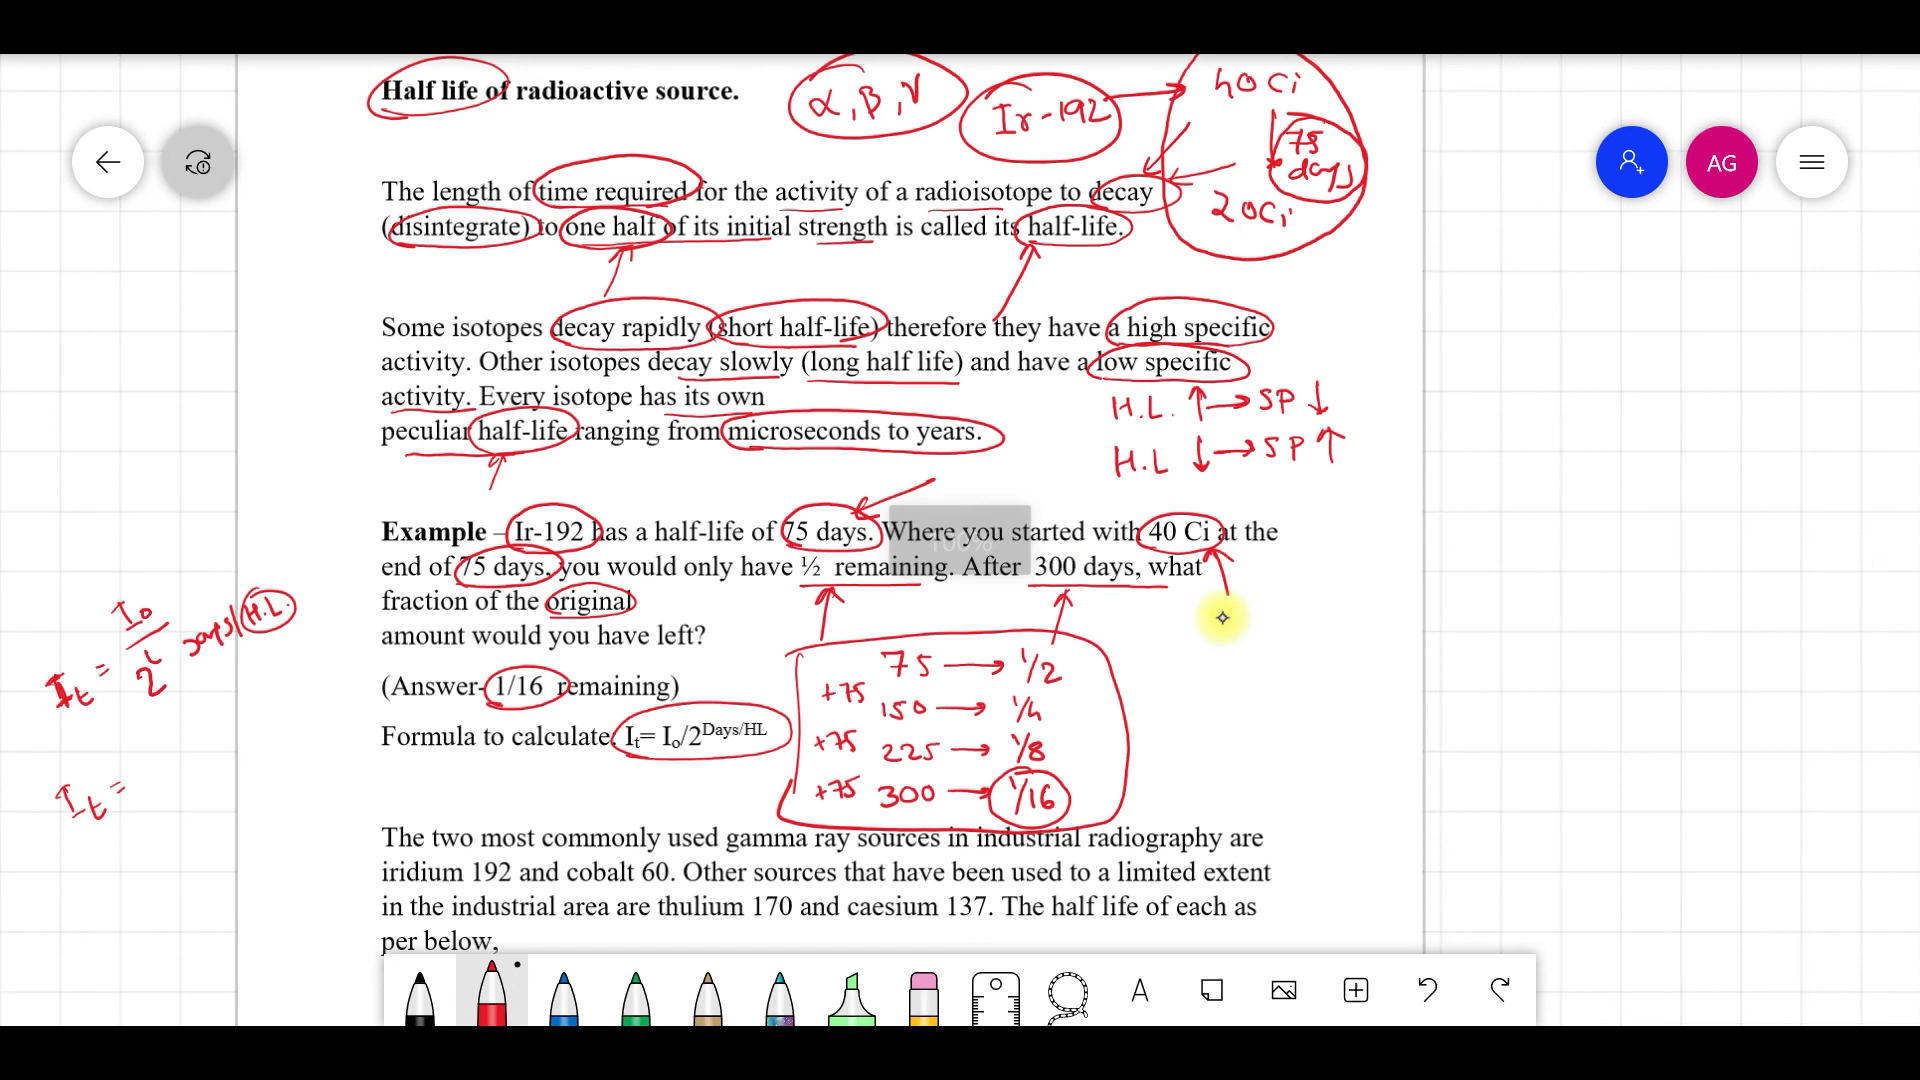 Half life of radioactive source.
α, β, γ
Ir-192
40 Ci
75
days
20Ci
The length of time required for the activity of a radioisotope to decay
(disintegrate) to one half of its initial strength is called its half-life.
Some isotopes decay rapidly (short half-life) therefore they have a high specific
activity. Other isotopes decay slowly (long half life) and have a low specific
activity. Every isotope has its own
peculiar half-life ranging from microseconds to years.
H.L. ↑→ SP ↓
H.L ↓→ SP ↑
Example – Ir-192 has a half-life of 75 days. Where you started with 40 Ci at the
end of 75 days, you would only have ½ remaining. After 300 days, what
fraction of the original
amount would you have left?
(Answer- 1/16 remaining)
Formula to calculate. It= Io/2Days/HL
100%
75 → 1/2
+75
150 → 1/4
+75
225 → 1/8
+75
300 → 1/16
It = Io
2 Days/H.L.
It =
The two most commonly used gamma ray sources in industrial radiography are
iridium 192 and cobalt 60. Other sources that have been used to a limited extent
in the industrial area are thulium 170 and caesium 137. The half life of each as
per below,
AG
A